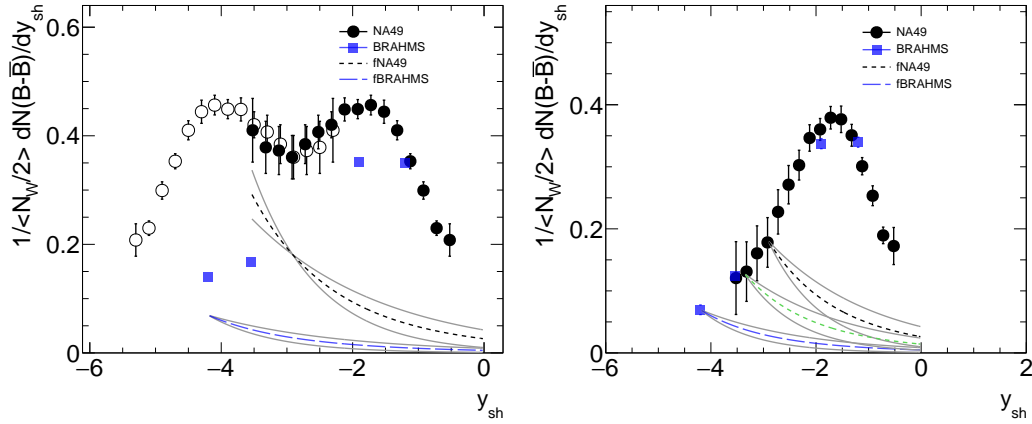 1/<N_W/2> dN(B-B̅)/dy_sh
0.6
0.4
0.2
0
NA49
BRAHMS
fNA49
fBRAHMS
−6 −4 −2 0
y_sh
1/<N_W/2> dN(B-B̅)/dy_sh
0.4
0.2
0
NA49
BRAHMS
fNA49
fBRAHMS
−6 −4 −2 0 2
y_sh